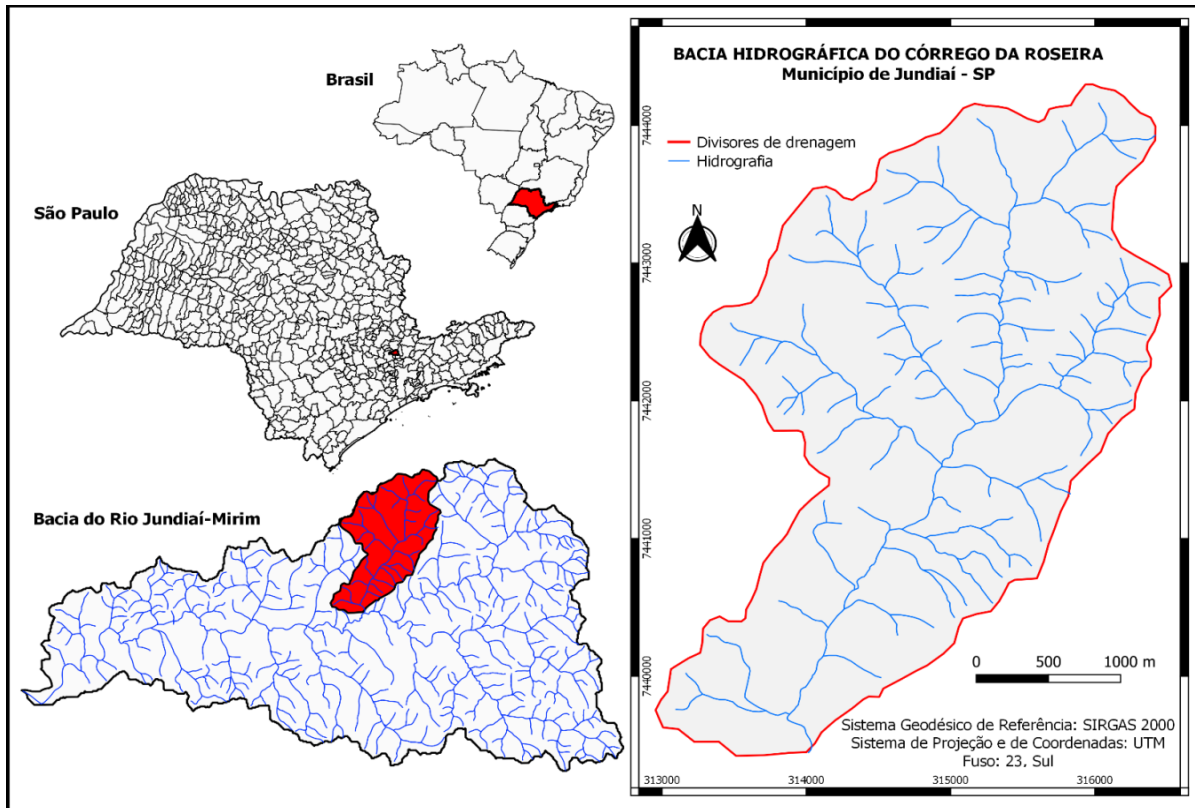 Brasil
São Paulo
Bacia do Rio Jundiaí-Mirim
BACIA HIDROGRÁFICA DO CÓRREGO DA ROSEIRA
Município de Jundiaí - SP
Divisores de drenagem
Hidrografia
N
7444000
7443000
7442000
7441000
7440000
0 500 1000 m
Sistema Geodésico de Referência: SIRGAS 2000
Sistema de Projeção e de Coordenadas: UTM
Fuso: 23, Sul
313000 314000 315000 316000